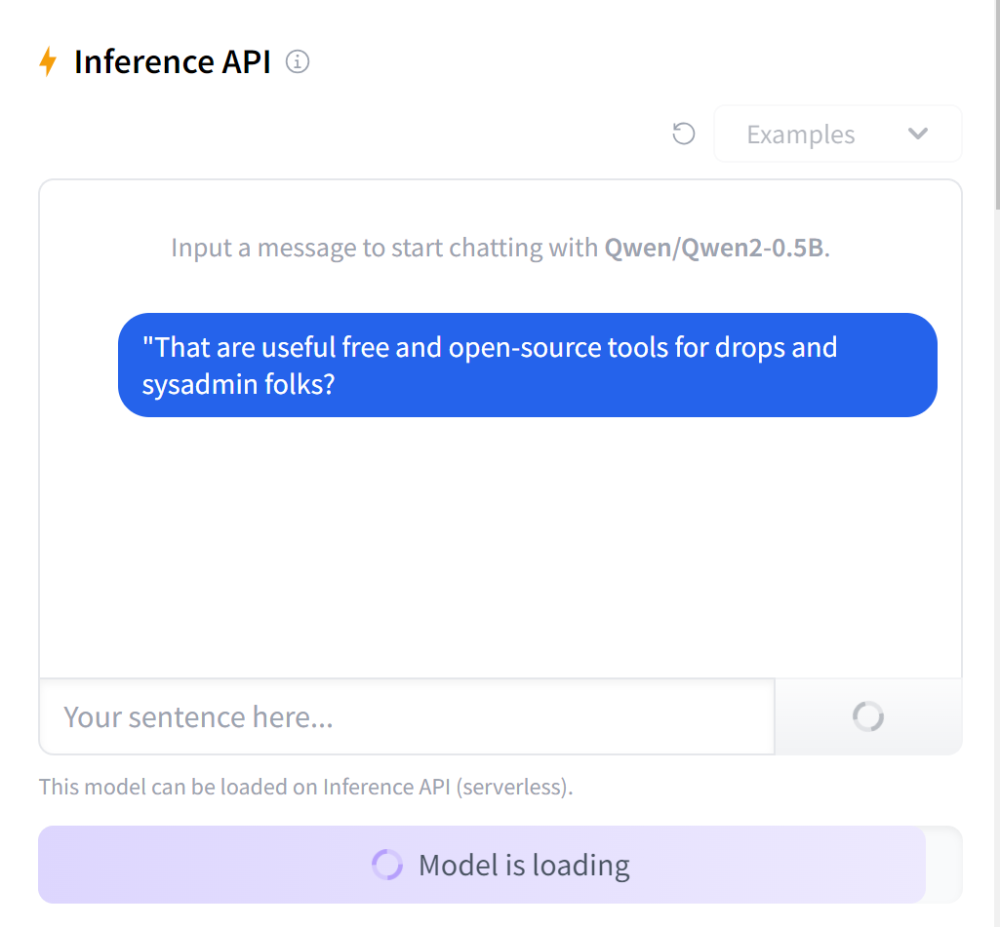 Inference API
Examples
Input a message to start chatting with Qwen/Qwen2-0.5B.
"That are useful free and open-source tools for drops and
sysadmin folks?
Your sentence here...
This model can be loaded on Inference API (serverless).
Model is loading